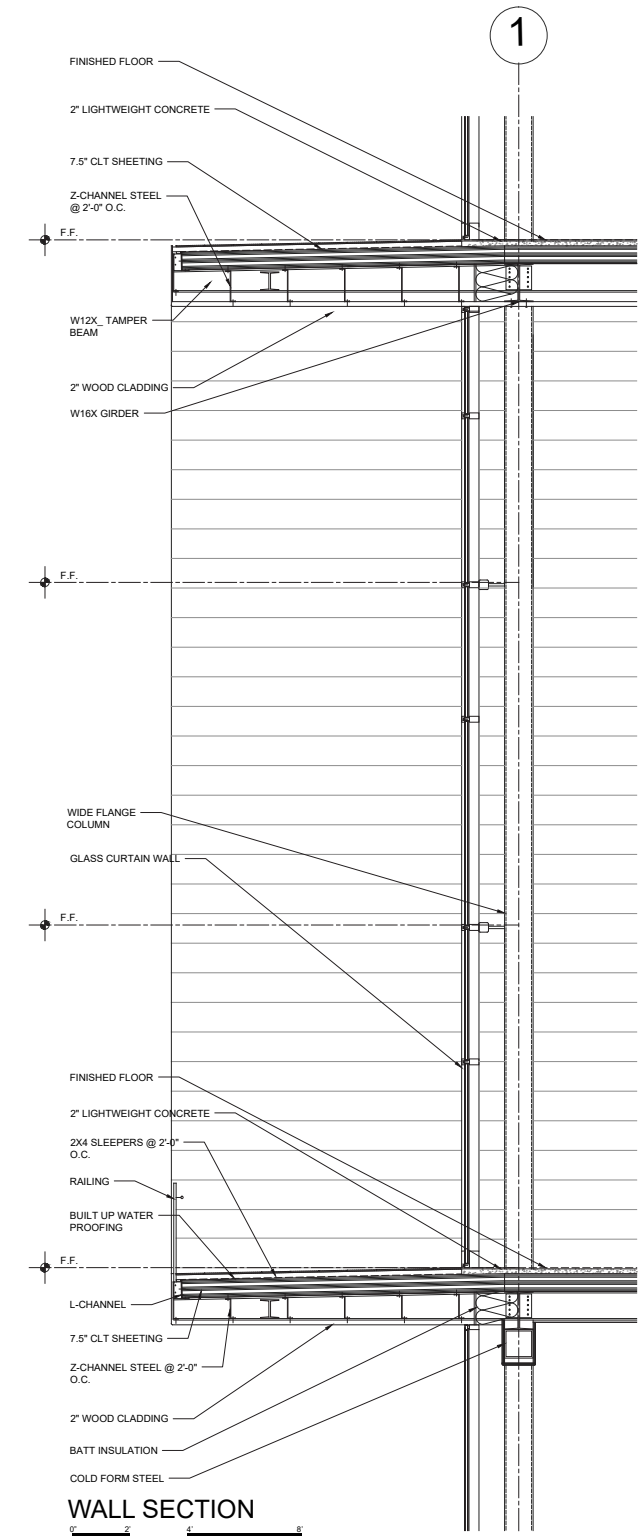 1
FINISHED FLOOR
2" LIGHTWEIGHT CONCRETE
7.5" CLT SHEETING
Z-CHANNEL STEEL
@ 2'-0" O.C.
F.F.
W12X_ TAMPER
BEAM
2" WOOD CLADDING
W16X GIRDER
F.F.
WIDE FLANGE
COLUMN
GLASS CURTAIN WALL
F.F.
FINISHED FLOOR
2" LIGHTWEIGHT CONCRETE
2X4 SLEEPERS @ 2'-0"
O.C.
RAILING
BUILT UP WATER
PROOFING
F.F.
L-CHANNEL
7.5" CLT SHEETING
Z-CHANNEL STEEL @ 2'-0"
O.C.
2" WOOD CLADDING
BATT INSULATION
COLD FORM STEEL
WALL SECTION
0" 2' 4' 8'